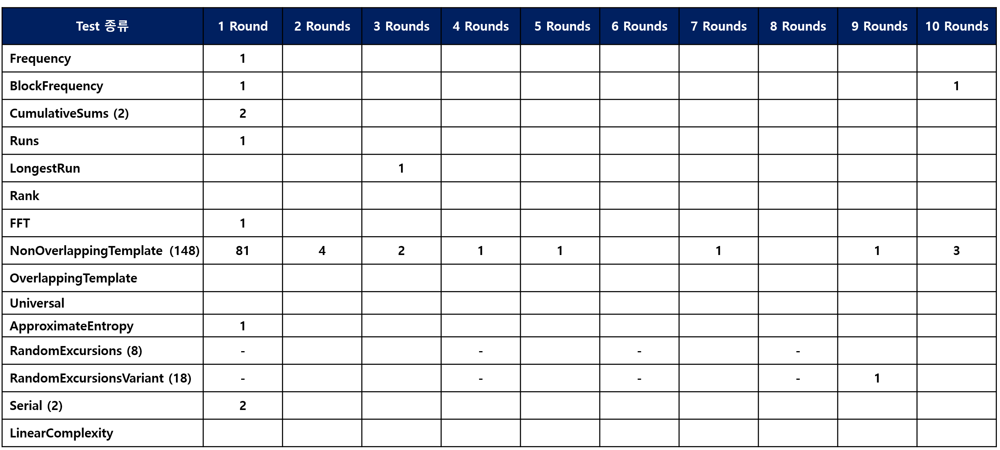 Test 종류 1 Round 2 Rounds 3 Rounds 4 Rounds 5 Rounds 6 Rounds 7 Rounds 8 Rounds 9 Rounds 10 Rounds
Frequency 1
BlockFrequency 1 1
CumulativeSums (2) 2
Runs 1
LongestRun 1
Rank
FFT 1
NonOverlappingTemplate (148) 81 4 2 1 1 1 1 3
OverlappingTemplate
Universal
ApproximateEntropy 1
RandomExcursions (8) - - - -
RandomExcursionsVariant (18) - - - - 1
Serial (2) 2
LinearComplexity